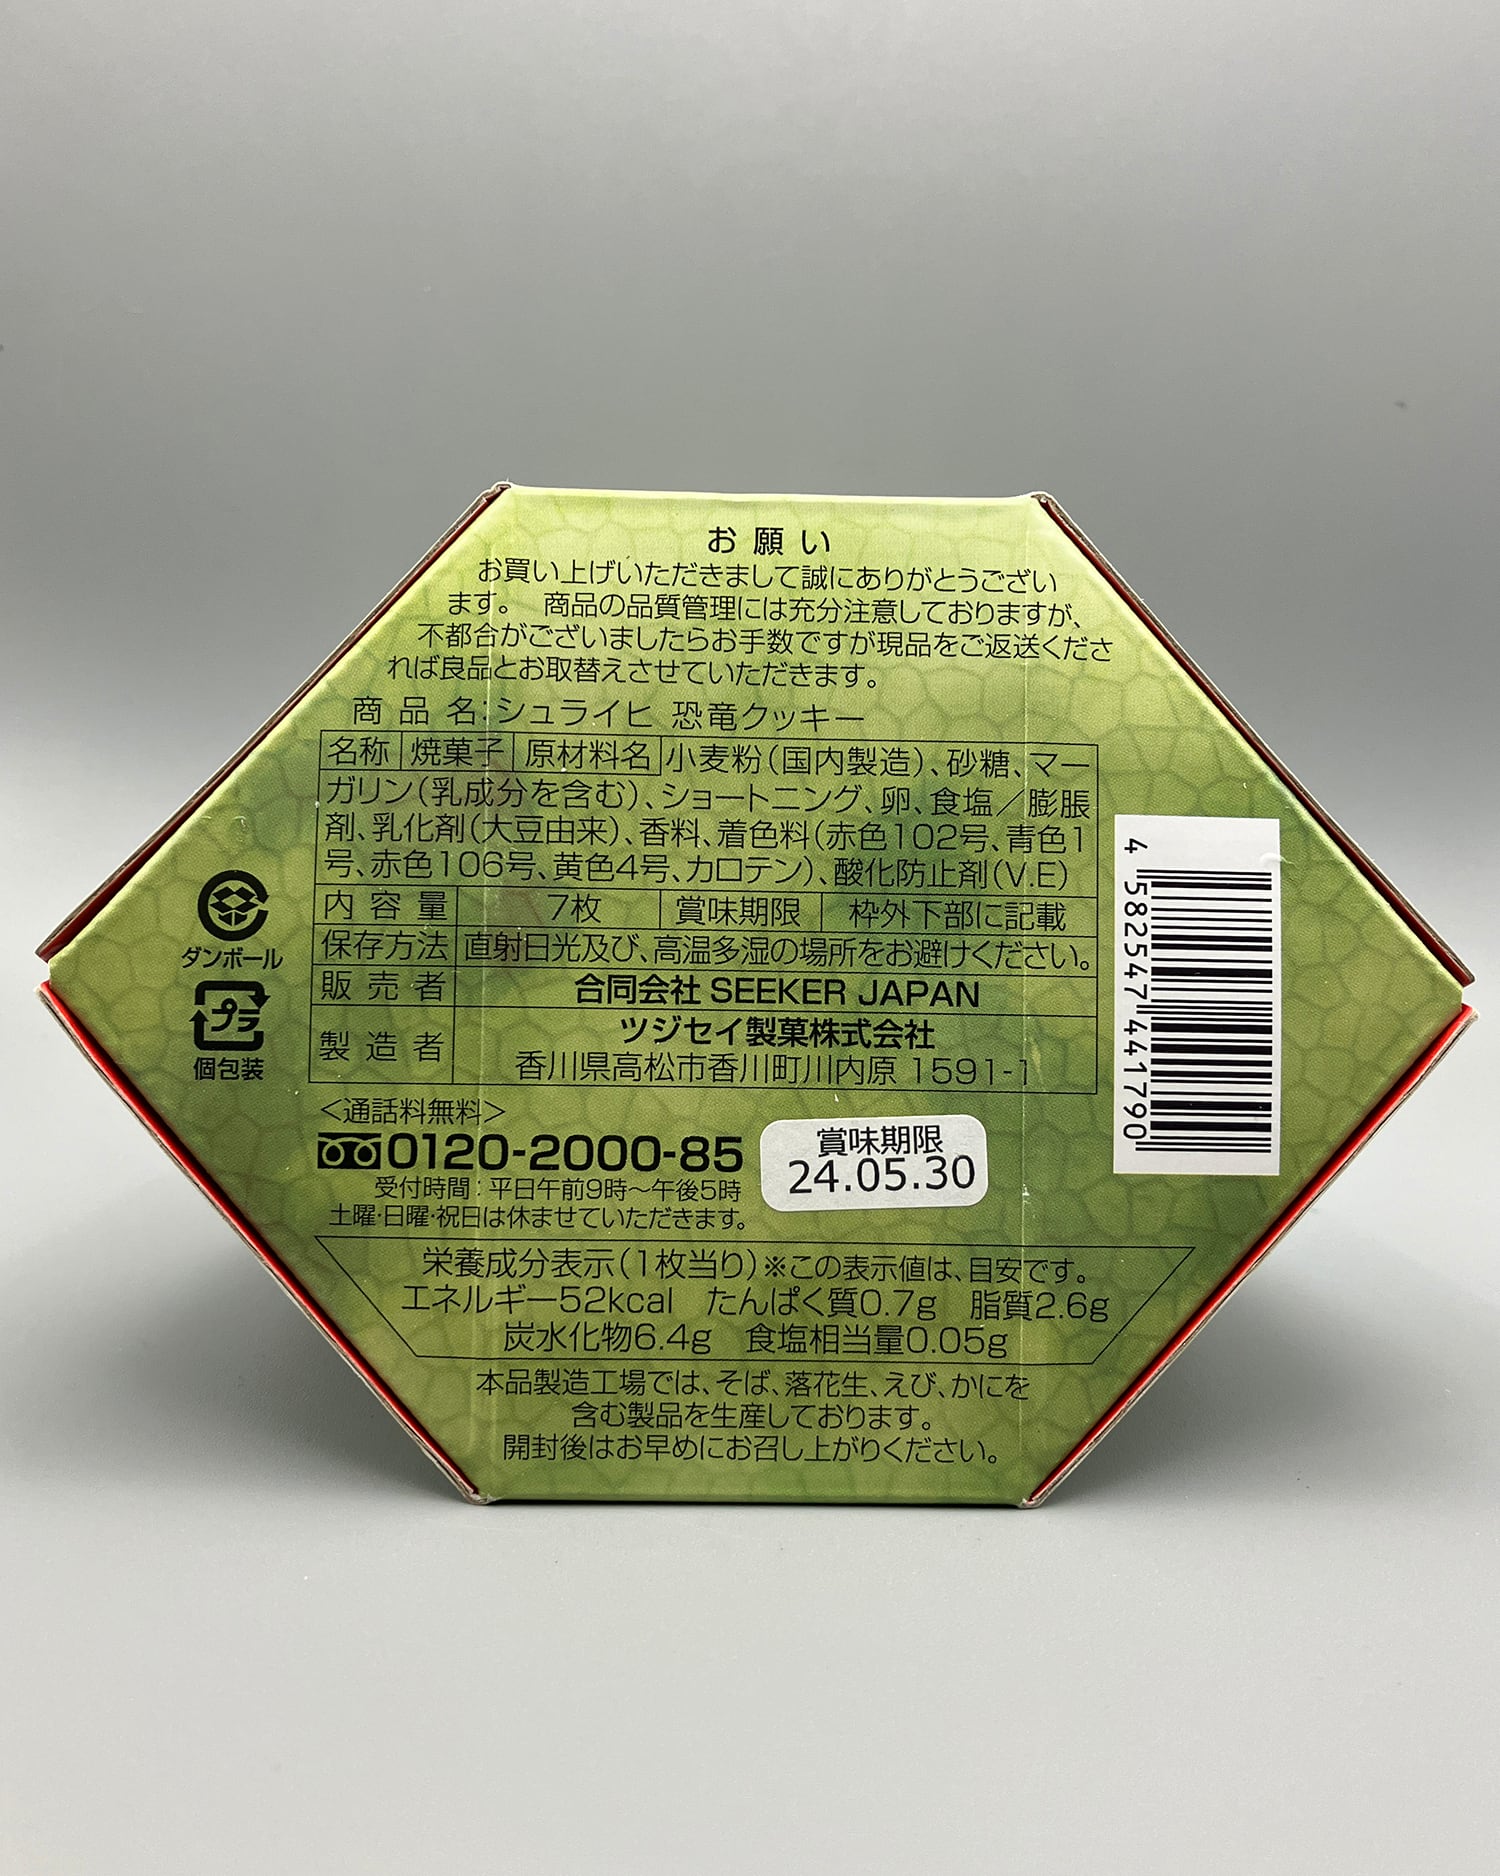 お願い
お買い上げいただきまして誠にありがとうござい
ます。 商品の品質管理には充分注意しておりますが、
不都合がございましたらお手数ですが現品をご返送くださ
れば良品とお取替えさせていただきます。
商品名:シュライヒ 恐竜クッキー
名称 焼菓子 原材料名 小麦粉(国内製造)、砂糖、マー
ガリン(乳成分を含む)、ショートニング、卵、食塩/膨脹
剤、乳化剤(大豆由来)、香料、着色料(赤色102号、青色1
号、赤色106号、黄色4号、カロテン)、酸化防止剤(V.E)
内容量 7枚 賞味期限 枠外下部に記載
保存方法 直射日光及び、高温多湿の場所をお避けください。
販売者 合同会社 SEEKER JAPAN
製造者 ツジセイ製菓株式会社
香川県高松市香川町川内原 1591-1
ダンボール
プラ
個包装
4 582547 441790
<通話料無料>
0120-2000-85
受付時間:平日午前9時~午後5時
土曜・日曜・祝日は休ませていただきます。
賞味期限
24.05.30
栄養成分表示(1枚当り)※この表示値は、目安です。
エネルギー52kcal たんぱく質0.7g 脂質2.6g
炭水化物6.4g 食塩相当量0.05g
本品製造工場では、そば、落花生、えび、かにを
含む製品を生産しております。
開封後はお早めにお召し上がりください。